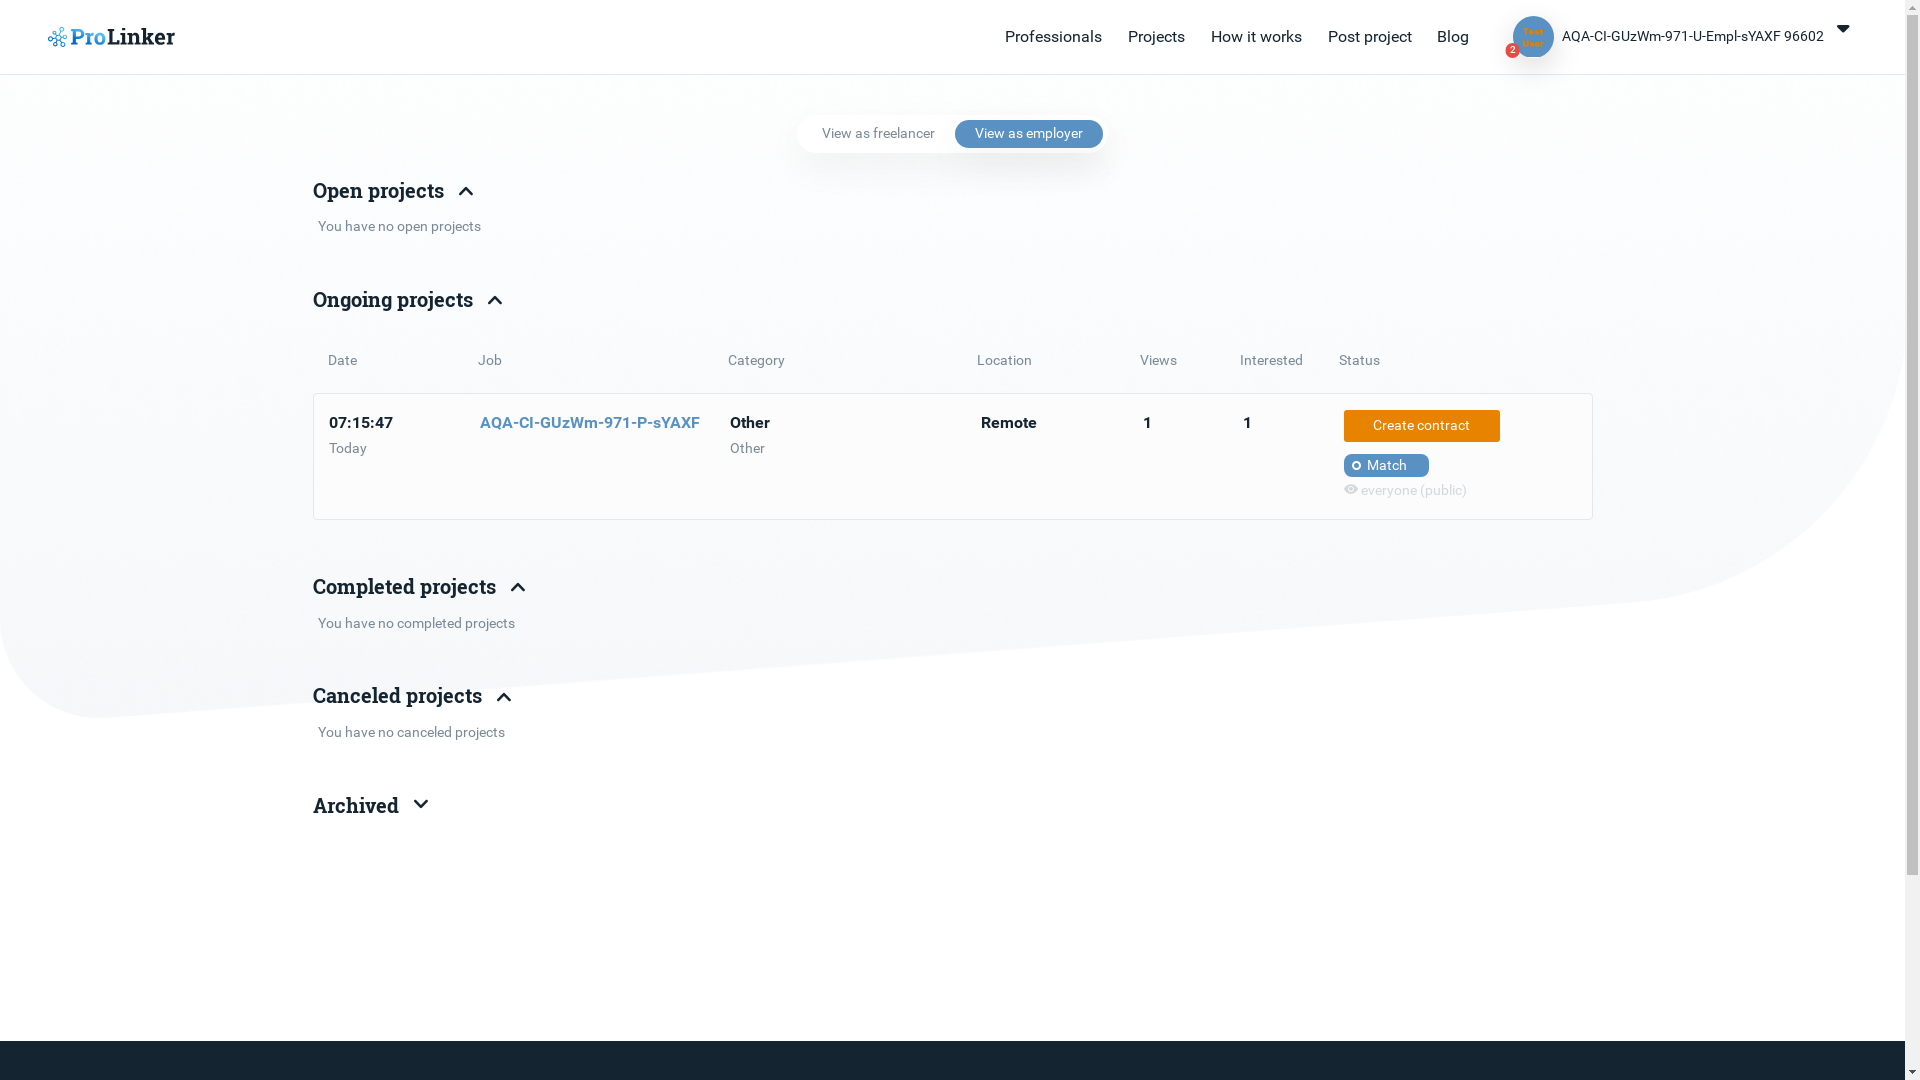 ProLinker
Professionals Projects How it works Post project Blog 2 AQA-CI-GUzWm-971-U-Empl-sYAXF 96602
View as freelancer View as employer
Open projects
You have no open projects
Ongoing projects
Date Job Category Location Views Interested Status
07:15:47 AQA-CI-GUzWm-971-P-sYAXF Other Remote 1 1 Create contract
Today Other
Match
everyone (public)
Completed projects
You have no completed projects
Canceled projects
You have no canceled projects
Archived